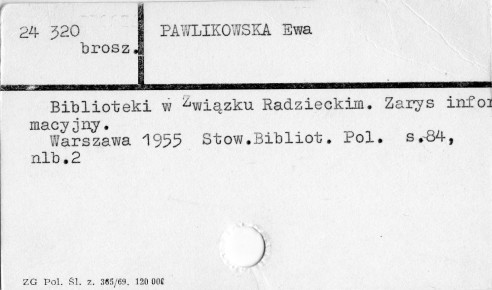 24 320 PAWLIKOWSKA Ewa
brosz.
Biblioteki w Związku Radzieckim. Zarys infor
macyjny.
Warszawa 1955 Stow.Bibliot. Pol. s.84,
nlb.2
ZG Pol. Śl. z. 365/69. 120 000